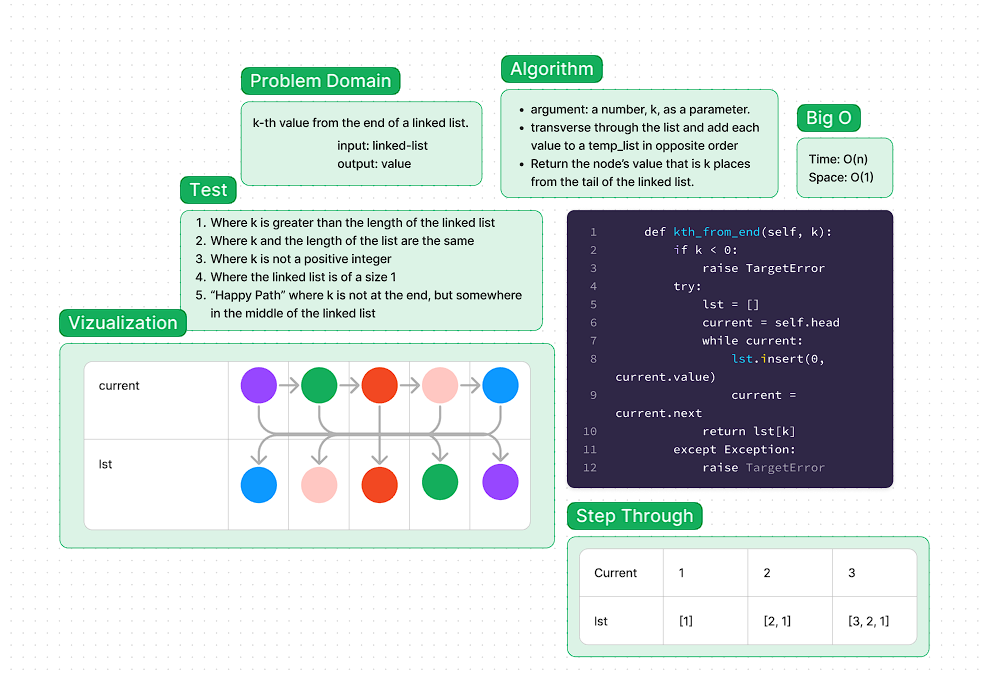 Problem Domain
k-th value from the end of a linked list.
input: linked-list
output: value
Algorithm
• argument: a number, k, as a parameter.
• transverse through the list and add each
value to a temp_list in opposite order
• Return the node's value that is k places
from the tail of the linked list.
Big O
Time: O(n)
Space: O(1)
Test
1. Where k is greater than the length of the linked list
2. Where k and the length of the list are the same
3. Where k is not a positive integer
4. Where the linked list is of a size 1
5. “Happy Path” where k is not at the end, but somewhere
in the middle of the linked list
1 def kth_from_end(self, k):
2 if k < 0:
3 raise TargetError
4 try:
5 lst = []
6 current = self.head
7 while current:
8 lst.insert(0,
current.value)
9 current =
current.next
10 return lst[k]
11 except Exception:
12 raise TargetError
Vizualization
current
lst
Step Through
Current 1 2 3
lst [1] [2, 1] [3, 2, 1]